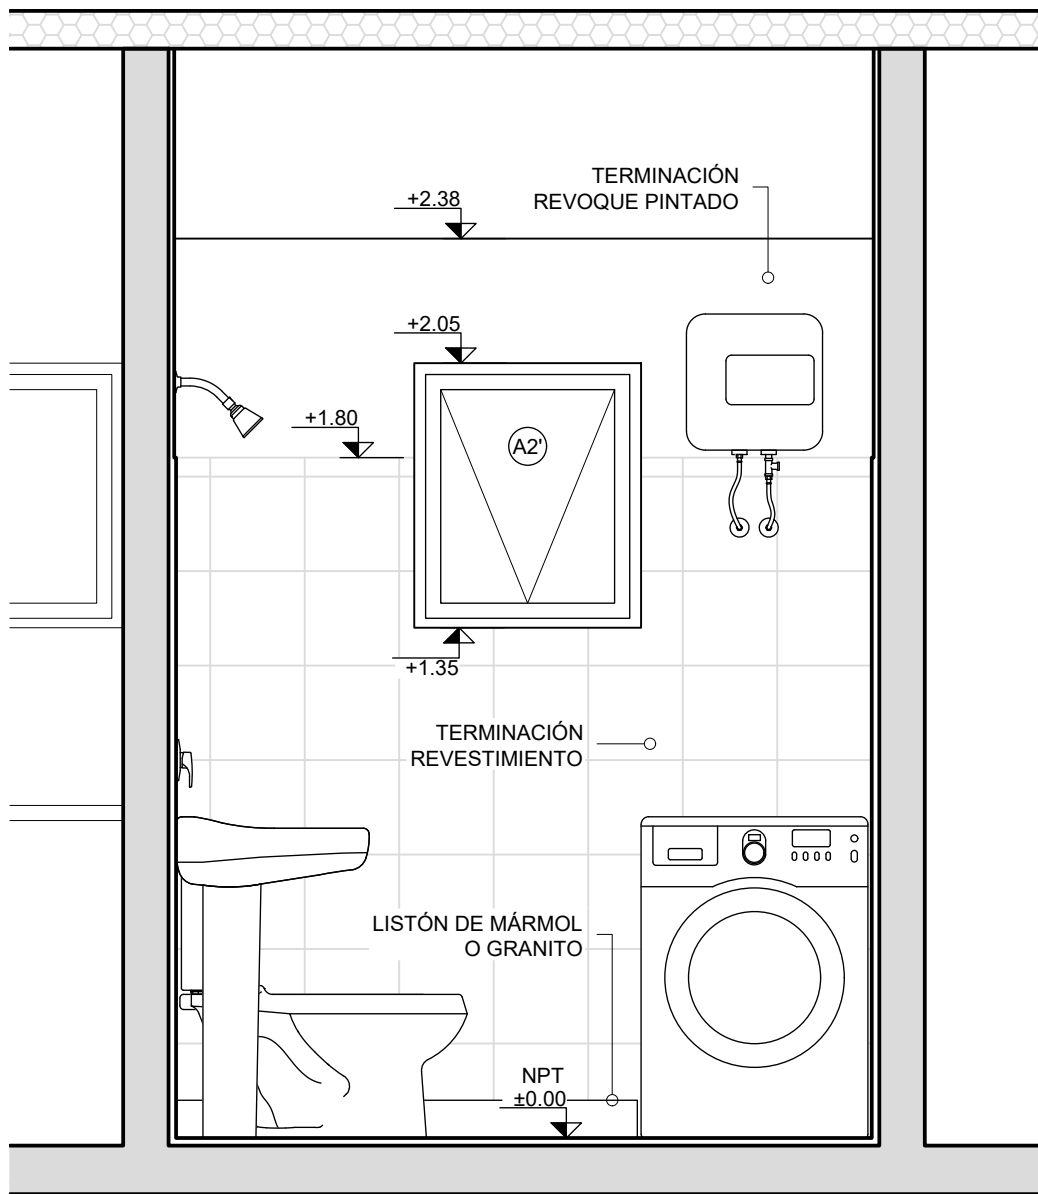 TERMINACIÓN
REVOQUE PINTADO
+2.38
+2.05
+1.80
A2'
+1.35
TERMINACIÓN
REVESTIMIENTO
LISTÓN DE MÁRMOL
O GRANITO
NPT
±0.00